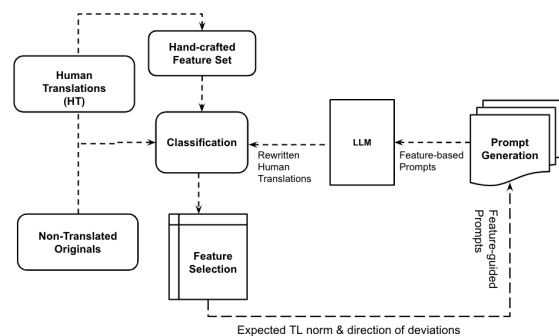 Hand-crafted
Feature Set
Human
Translations
(HT)
Classification
Rewritten
Human
Translations
LLM
Feature-based
Prompts
Prompt
Generation
Non-Translated
Originals
Feature
Selection
Feature-guided
Prompts
Expected TL norm & direction of deviations